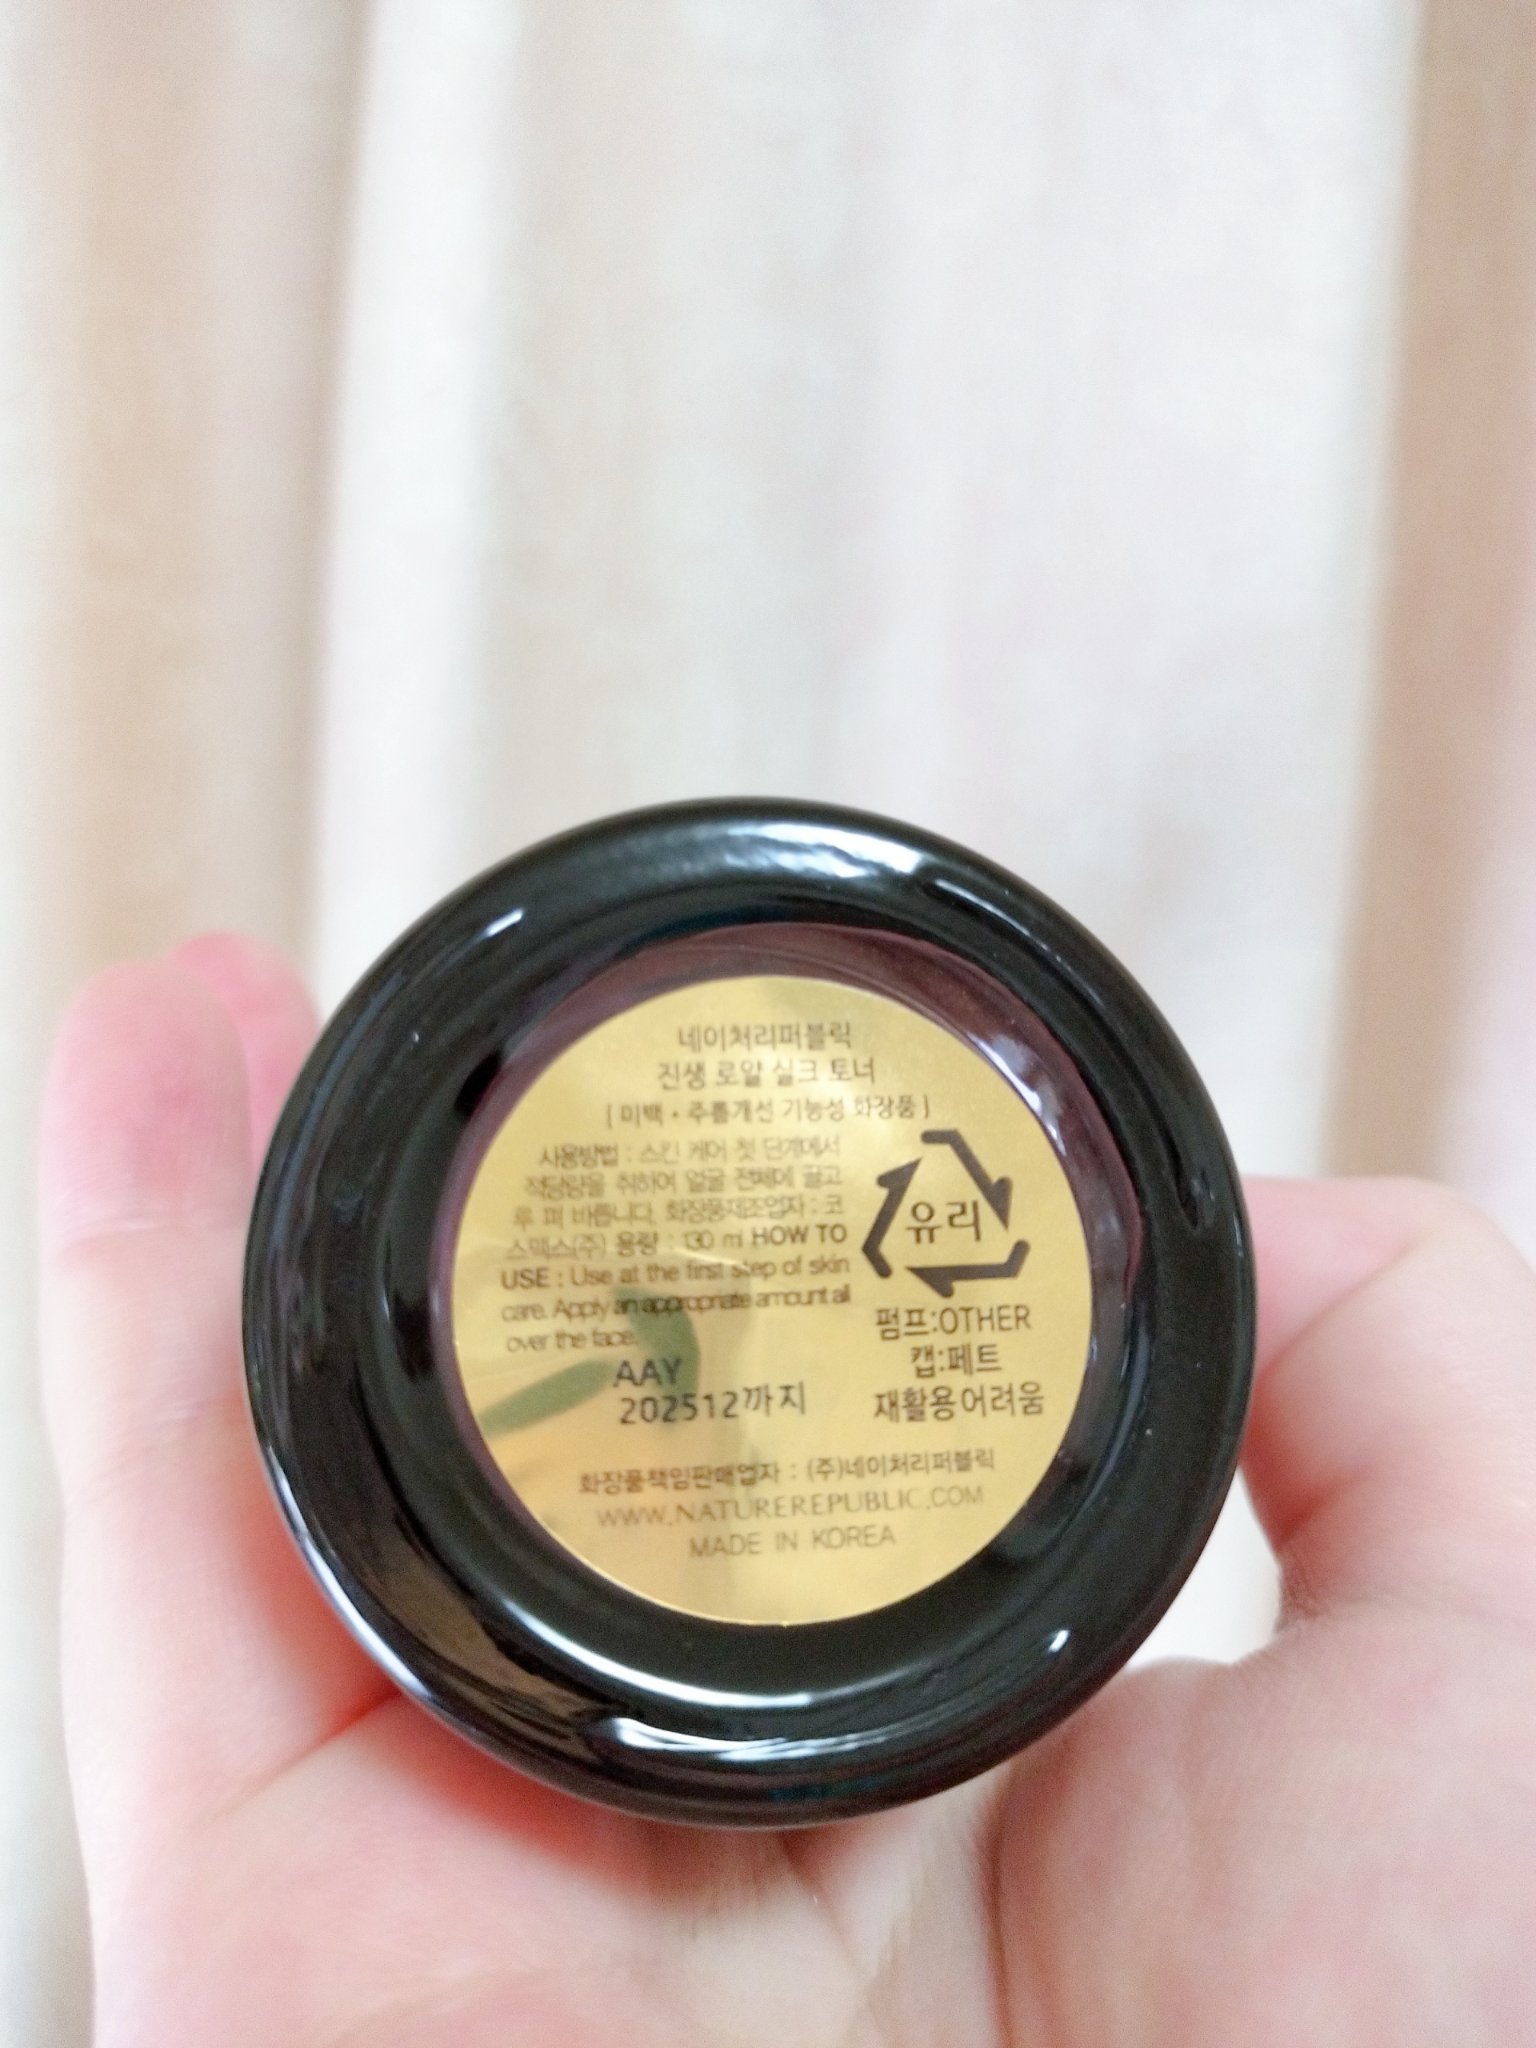 네이처리퍼블릭
진생 로얄 실크 토너
[ 미백 • 주름개선 기능성 화장품 ]
사용방법 : 스킨 케어 첫 단계에서
적당량을 취하여 얼굴 전체에 골고
루 펴 바릅니다. 화장품제조업자 : 코
스맥스(주) 용량 : 130 ml HOW TO
USE : Use at the first step of skin
care. Apply an appropriate amount all
over the face.
AAY
202512까지
유리
펌프:OTHER
캡:페트
재활용어려움
화장품책임판매업자 : (주)네이처리퍼블릭
WWW.NATUREREPUBLIC.COM
MADE IN KOREA